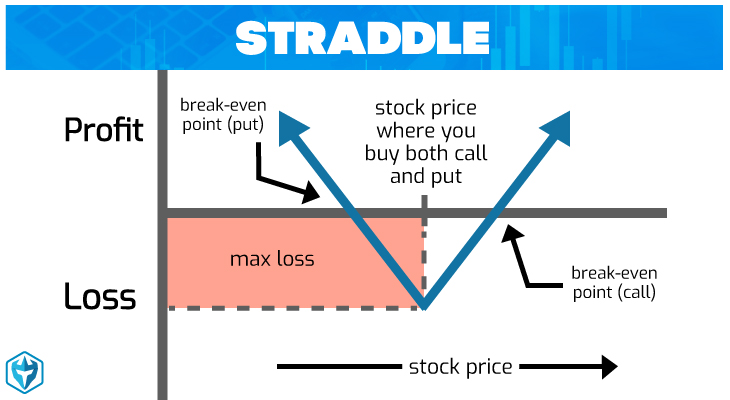 STRADDLE
Profit
break-even
point (put)
stock price
where you
buy both call
and put
max loss
Loss
break-even
point (call)
stock price